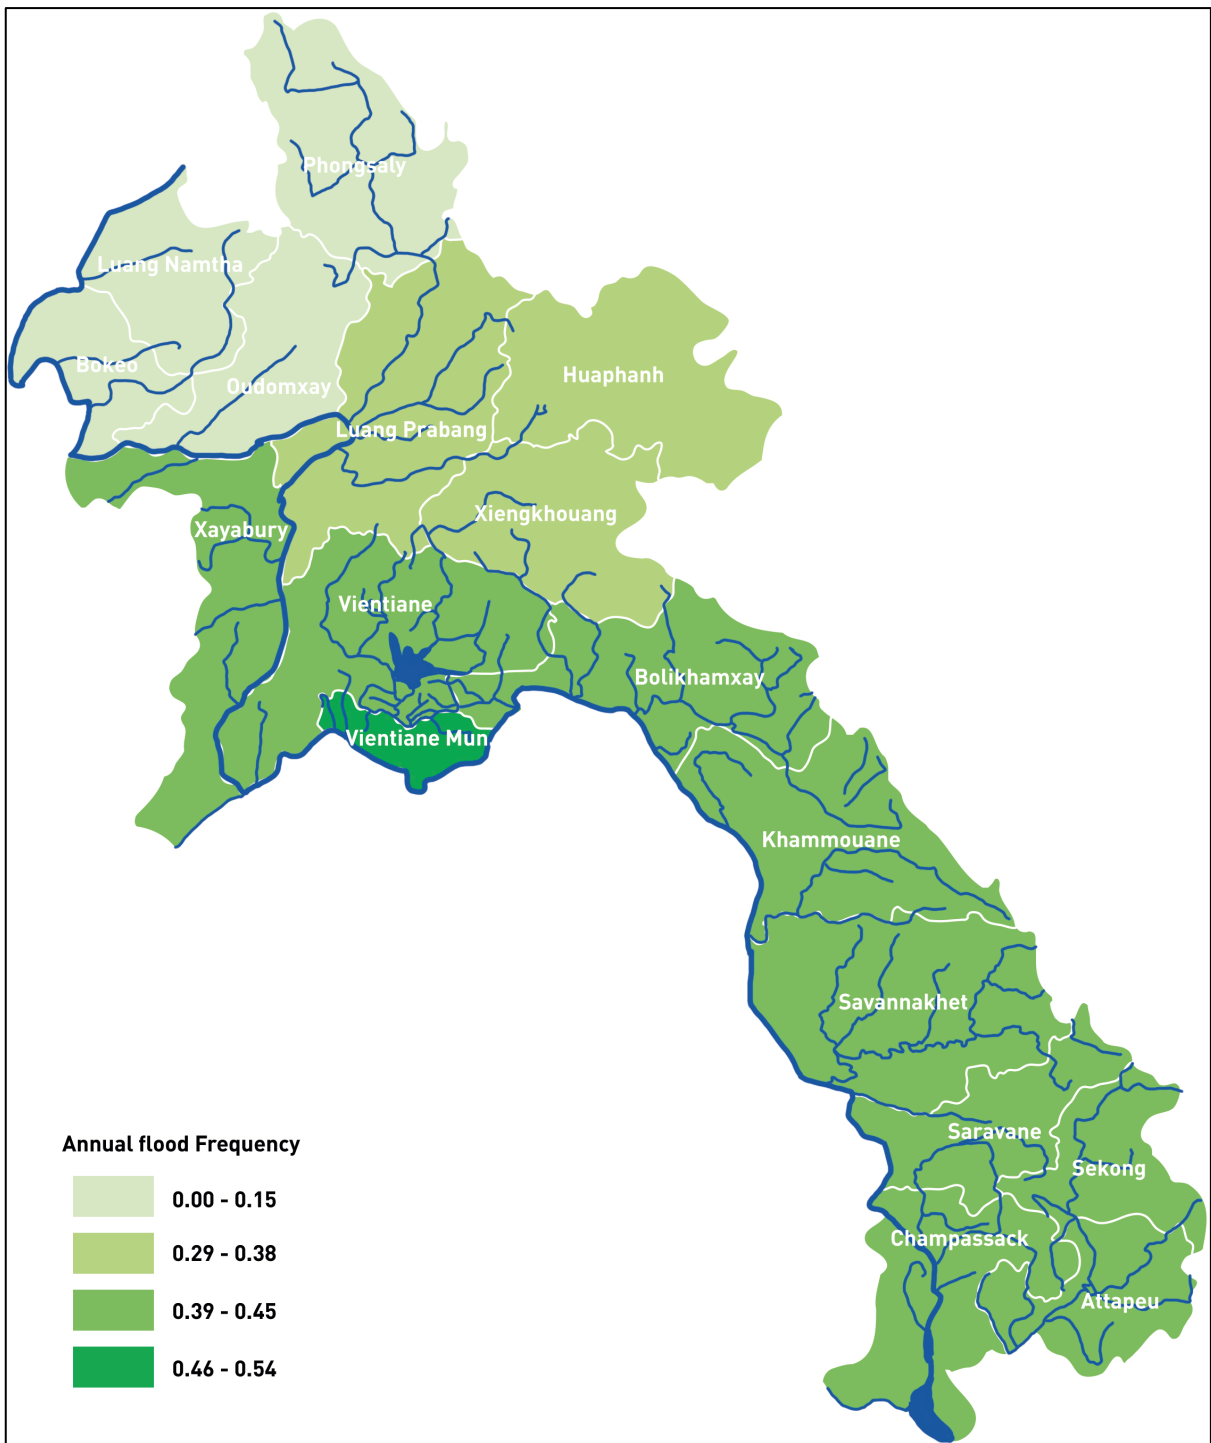 Phongsaly
Luang Namtha
Bokeo
Oudomxay
Huaphanh
Luang Prabang
Xiengkhouang
Xayabury
Vientiane
Bolikhamxay
Vientiane Mun
Khammouane
Savannakhet
Saravane
Sekong
Champassack
Attapeu
Annual flood Frequency
0.00 - 0.15
0.29 - 0.38
0.39 - 0.45
0.46 - 0.54